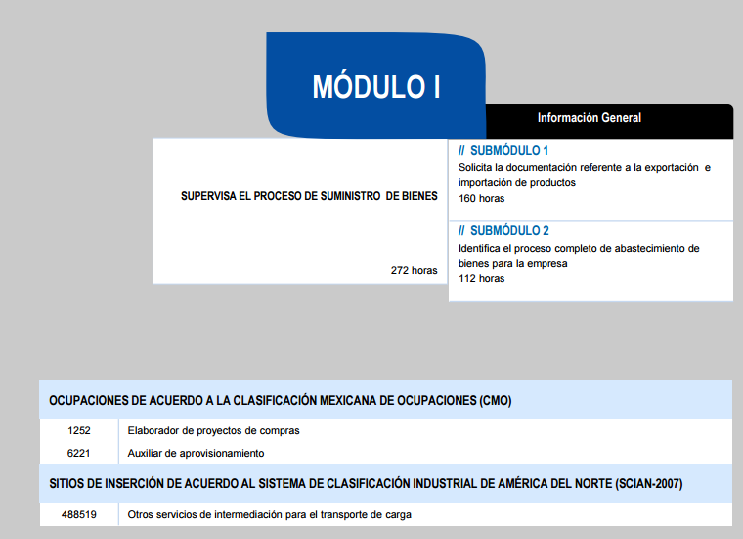 MÓDULO I
Información General
SUPERVISA EL PROCESO DE SUMINISTRO DE BIENES
272 horas
// SUBMÓDULO 1
Solicita la documentación referente a la exportación e
importación de productos
160 horas
// SUBMÓDULO 2
Identifica el proceso completo de abastecimiento de
bienes para la empresa
112 horas
OCUPACIONES DE ACUERDO A LA CLASIFICACIÓN MEXICANA DE OCUPACIONES (CMO)
1252 Elaborador de proyectos de compras
6221 Auxiliar de aprovisionamiento
SITIOS DE INSERCIÓN DE ACUERDO AL SISTEMA DE CLASIFICACIÓN INDUSTRIAL DE AMÉRICA DEL NORTE (SCIAN-2007)
488519 Otros servicios de intermediación para el transporte de carga